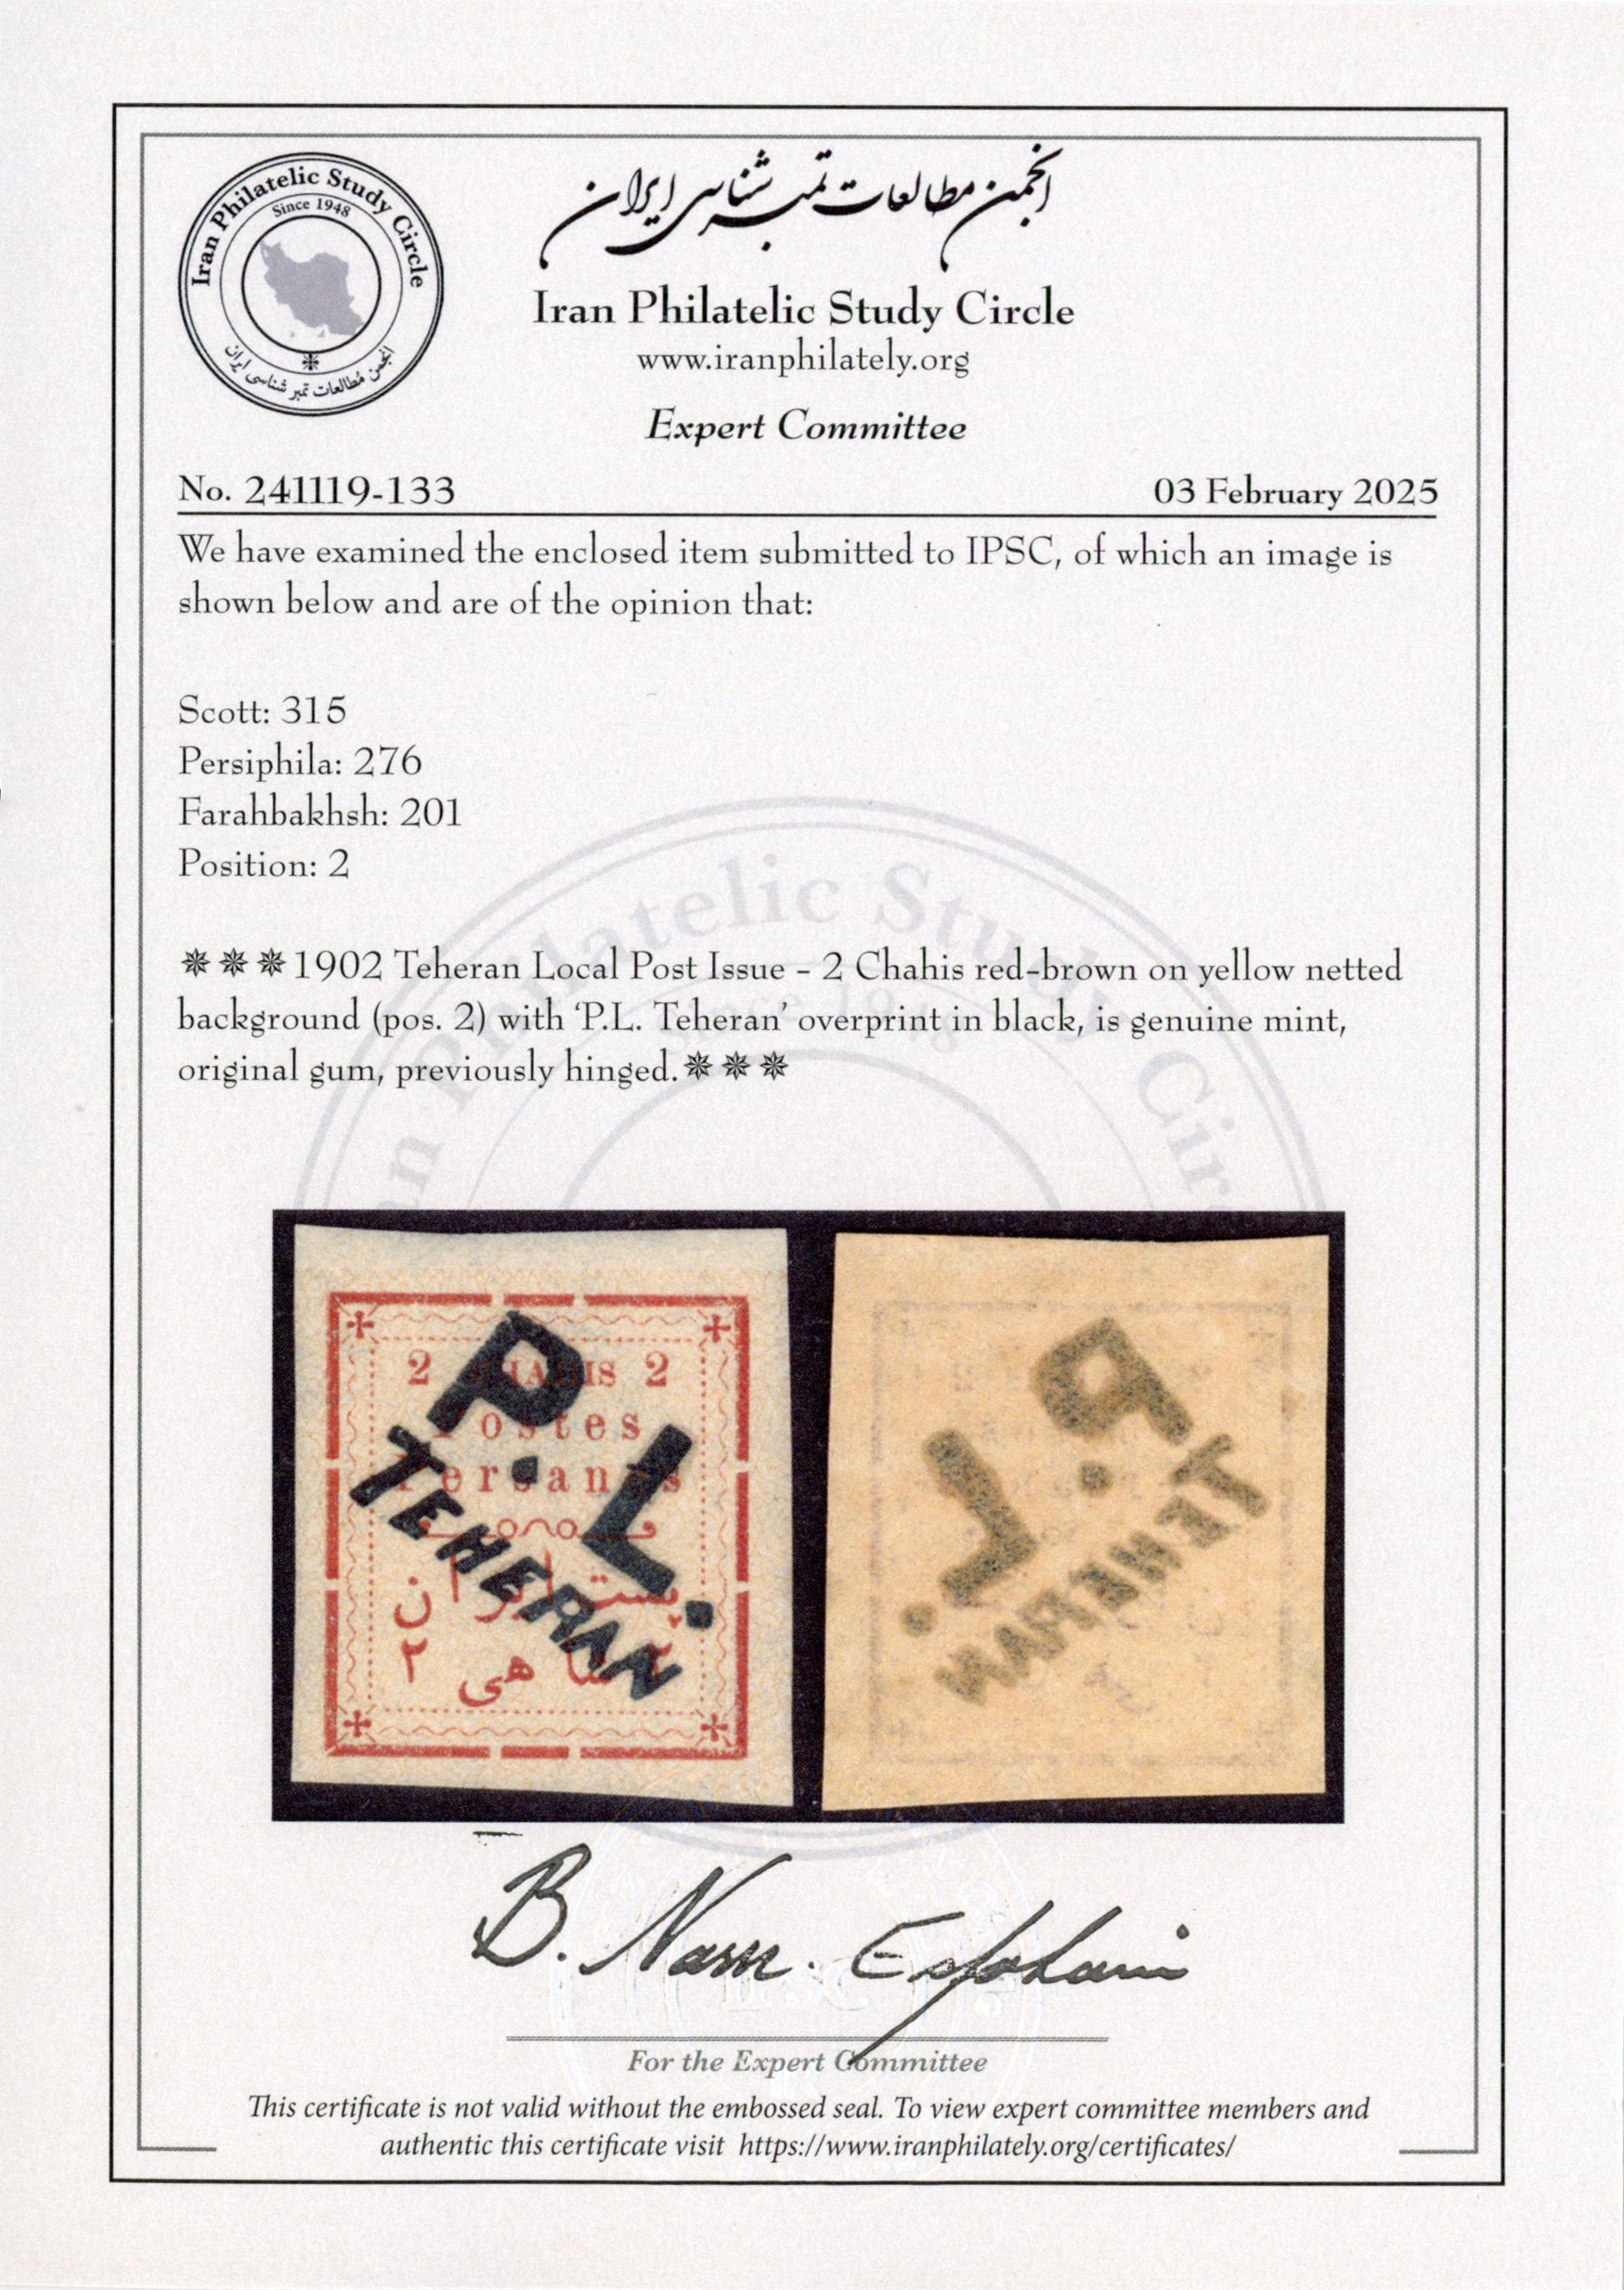 Iran Philatelic Study Circle
Since 1948
انجمن مطالعات تمبر شناسی ایران
انجمن مطالعات تمبر شناسی ایران
Iran Philatelic Study Circle
www.iranphilately.org
Expert Committee
No. 241119-133 03 February 2025
We have examined the enclosed item submitted to IPSC, of which an image is
shown below and are of the opinion that:
Scott: 315
Persiphila: 276
Farahbakhsh: 201
Position: 2
✵✵✵1902 Teheran Local Post Issue – 2 Chahis red-brown on yellow netted
background (pos. 2) with ‘P.L. Teheran’ overprint in black, is genuine mint,
original gum, previously hinged.✵✵✵
P.L.
TEHERAN
2 2
ostes
پست ایران
۲ هی
B. Nasr. Esfahani
For the Expert Committee
This certificate is not valid without the embossed seal. To view expert committee members and
authentic this certificate visit https://www.iranphilately.org/certificates/